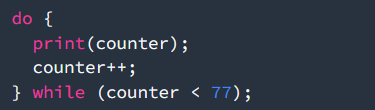 do {
  print(counter);
  counter++;
} while (counter < 77);